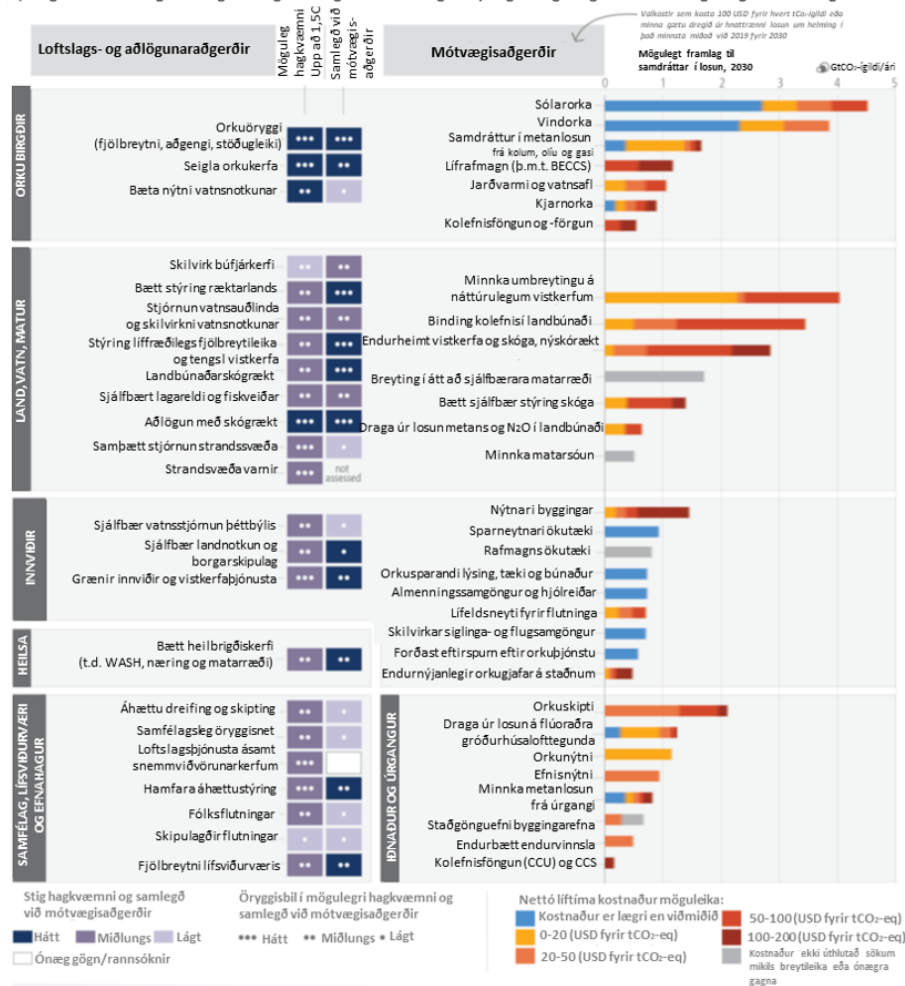 Loftslags- og aðlögunaraðgerðir
Möguleg
hagkvæmni
Upp að 1,5C
Samlegð við
mótvægis-
aðgerðir
Mótvægisaðgerðir
Valkostir sem kosta 100 USD fyrir hvert tCO₂-ígildi eða
minna gætu dregið úr hnattrænni losun um helming í
það minnsta miðað við 2019 fyrir 2030
Mögulegt framlag til
samdráttar í losun, 2030
GtCO₂-ígildi/ári
0 1 2 3 4 5
ORKU BIRGÐIR
Orkuöryggi
(fjölbreytni, aðgengi, stöðugleiki)
Seigla orkukerfa
Bæta nýtni vatnsnotkunar
Sólarorka
Vindorka
Samdráttur í metanlosun
frá kolum, olíu og gasi
Lífrafmagn (þ.m.t. BECCS)
Jarðvarmi og vatnsafl
Kjarnorka
Kolefnisföngun og -förgun
LAND, VATN, MATUR
Skilvirk búfjárkerfi
Bætt stýring ræktarlands
Stjórnun vatnsauðlinda
og skilvirkni vatnsnotkunar
Stýring líffræðilegs fjölbreytileika
og tengsl vistkerfa
Landbúnaðarskógrækt
Sjálfbært lagareldi og fiskveiðar
Aðlögun með skógrækt
Samþætt stjórnun strandssvæða
Strandsvæða varnir
not
assessed
Minnka umbreytingu á
náttúrulegum vistkerfum
Binding kolefnis í landbúnaði
Endurheimt vistkerfa og skóga, nýskórækt
Breyting í átt að sjálfbærara matarræði
Bætt sjálfbær stýring skóga
Draga úr losun metans og N2O í landbúnaði
Minnka matarsóun
INNVIÐIR
Sjálfbær vatnsstjórnun þéttbýlis
Sjálfbær landnotkun og
borgarskipulag
Grænir innviðir og vistkerfaþjónusta
Nýtnari byggingar
Sparneytnari ökutæki
Rafmagns ökutæki
Orkusparandi lýsing, tæki og búnaður
Almenningssamgöngur og hjólreiðar
Lífeldsneyti fyrir flutninga
Skilvirkar siglinga- og flugsamgöngur
Forðast eftirspurn eftir orkuþjónstu
Endurnýjanlegir orkugjafar á staðnum
HEILSA
Bætt heilbrigðiskerfi
(t.d. WASH, næring og matarræði)
SAMFÉLAG, LÍFSVIÐURVÆRI
OG EFNAHAGUR
Áhættu dreifing og skipting
Samfélagsleg öryggisnet
Loftslagsþjónusta ásamt
snemmviðvörunarkerfum
Hamfara áhættustýring
Fólksflutningar
Skipulagðir flutningar
Fjölbreytni lífsviðurværis
IÐNAÐUR OG ÚRGANGUR
Orkuskipti
Draga úr losun á flúoraðra
gróðurhúsalofttegunda
Orkunýtni
Efnisnýtni
Minnka metanlosun
frá úrgangi
Staðgönguefni byggingarefna
Endurbætt endurvinnsla
Kolefnisföngun (CCU) og CCS
Stig hagkvæmni og samlegð
við mótvægisaðgerðir
Hátt Miðlungs Lágt
Ónæg gögn/rannsóknir
Öryggisbil í mögulegri hagkvæmni og
samlegð við mótvægisaðgerðir
••• Hátt •• Miðlungs • Lágt
Nettó líftíma kostnaður möguleika:
Kostnaður er lægri en viðmiðið
0-20 (USD fyrir tCO₂-eq)
20-50 (USD fyrir tCO₂-eq)
50-100 (USD fyrir tCO₂-eq)
100-200 (USD fyrir tCO₂-eq)
Kostnaður ekki úthlutað sökum
mikils breytileika eða ónægra
gagna